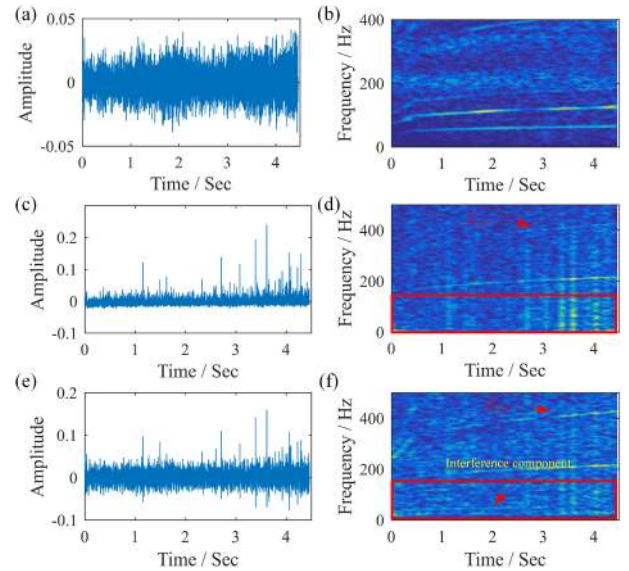 (a)
0.05
0
-0.05
Amplitude
0 1 2 3 4
Time / Sec
(b)
400
200
0
Frequency / Hz
0 1 2 3 4
Time / Sec
(c)
0.2
0.1
0
-0.1
Amplitude
0 1 2 3 4
Time / Sec
(d)
400
200
0
Frequency / Hz
0 1 2 3 4
Time / Sec
(e)
0.2
0.1
0
-0.1
Amplitude
0 1 2 3 4
Time / Sec
(f)
400
200
0
Frequency / Hz
Interference component
0 1 2 3 4
Time / Sec